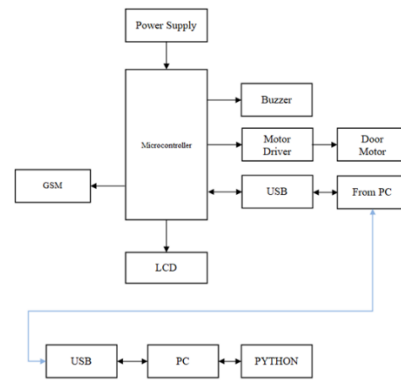 Power Supply
Microcontroller
Buzzer
Motor
Driver
Door
Motor
GSM
USB
From PC
LCD
USB
PC
PYTHON